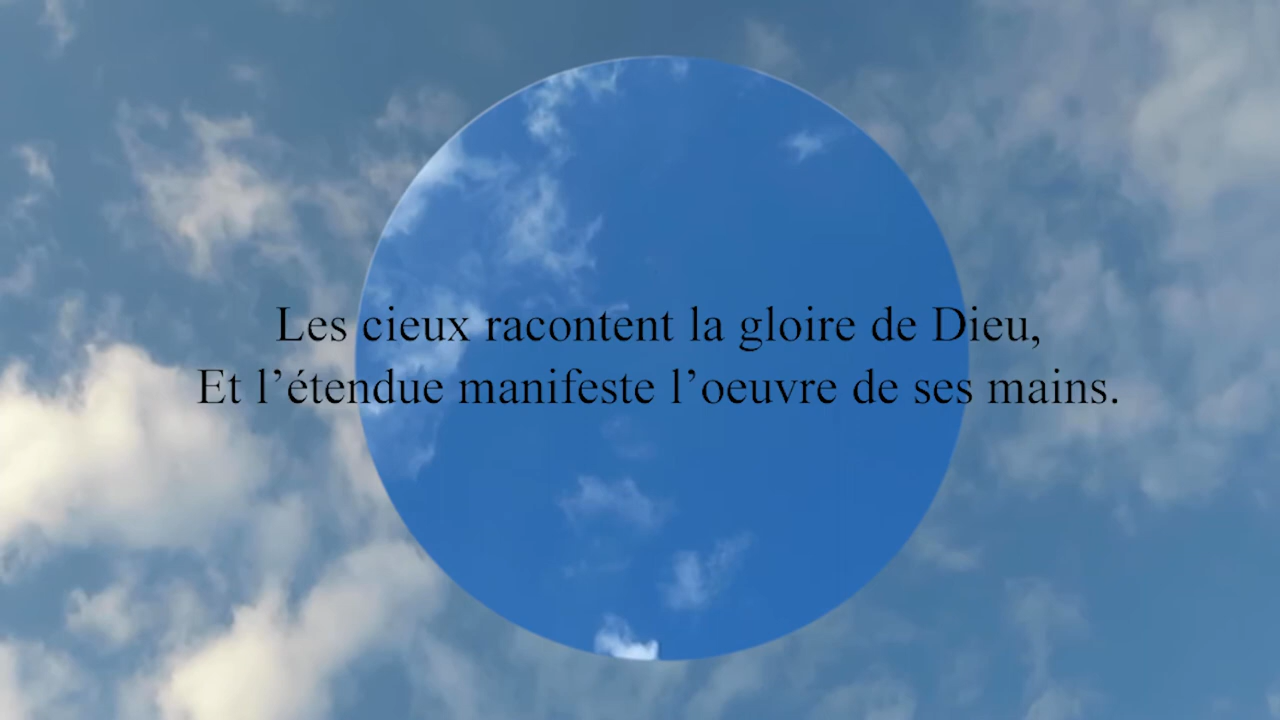 Les cieux racontent la gloire de Dieu,
Et l’étendue manifeste l’oeuvre de ses mains.